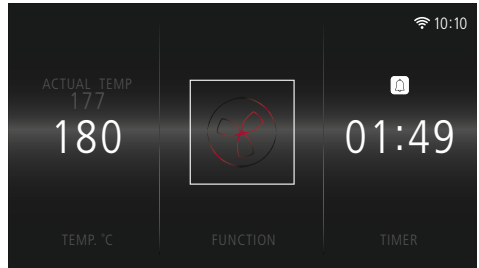 10:10
ACTUAL TEMP
177
180
01:49
TEMP. °C
FUNCTION
TIMER